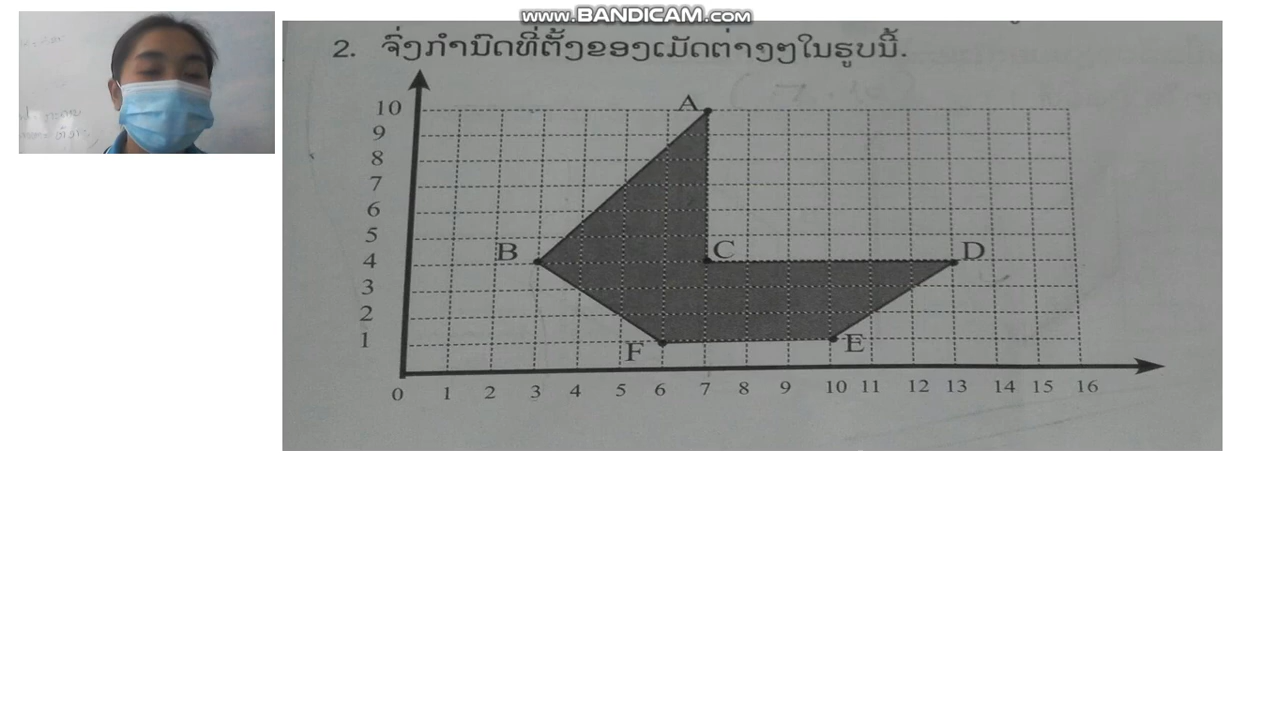 www.BANDICAM.com
2. ຈົ່ງກຳນົດທີ່ຕັ້ງຂອງເມັດຕ່າງໆໃນຮູບນີ້.
10
9
8
7
6
5
4
3
2
1
A
B
C
D
E
F
0 1 2 3 4 5 6 7 8 9 10 11 12 13 14 15 16